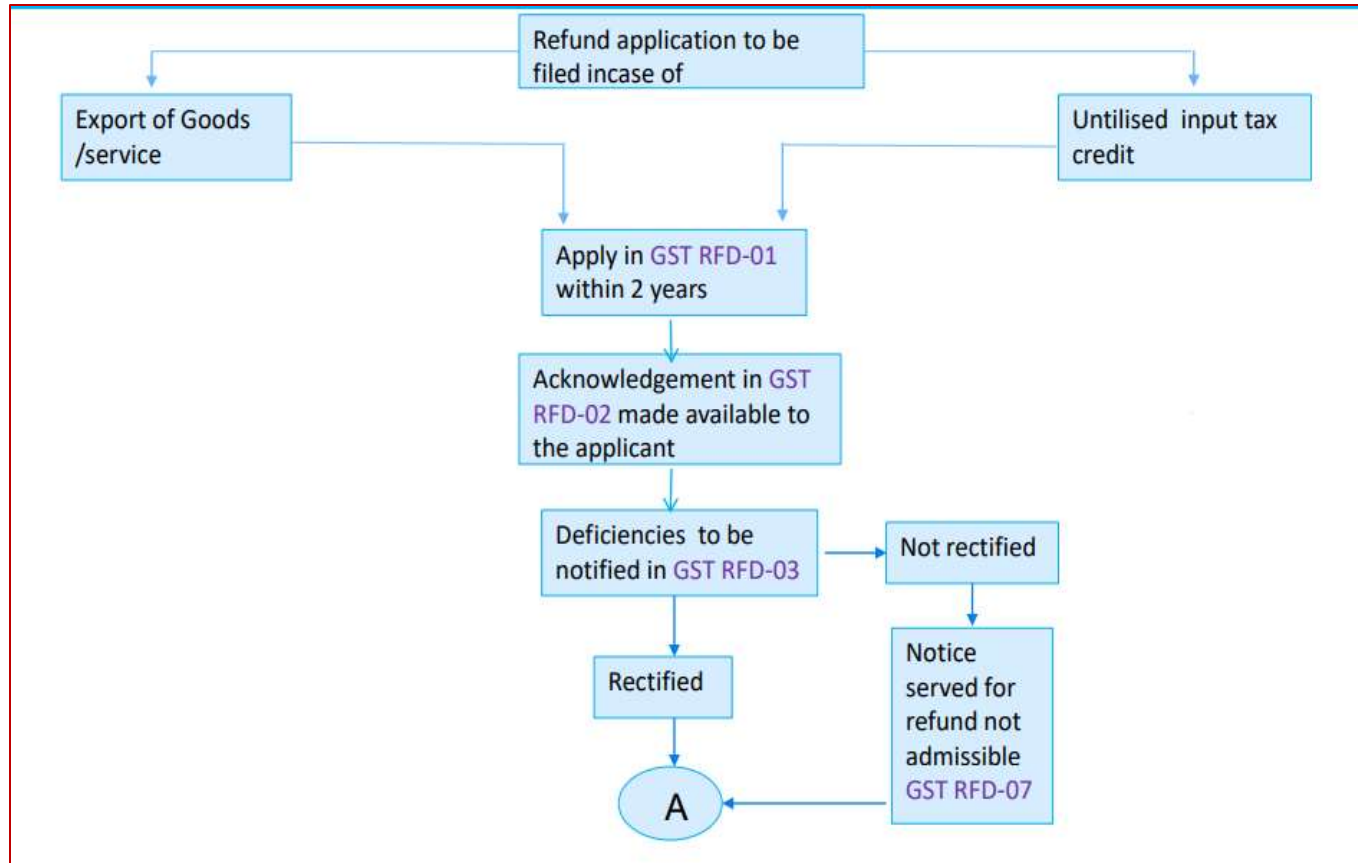 Refund application to be
filed incase of
Export of Goods
/service
Untilised input tax
credit
Apply in GST RFD-01
within 2 years
Acknowledgement in GST
RFD-02 made available to
the applicant
Deficiencies to be
notified in GST RFD-03
Not rectified
Rectified
Notice
served for
refund not
admissible
GST RFD-07
A